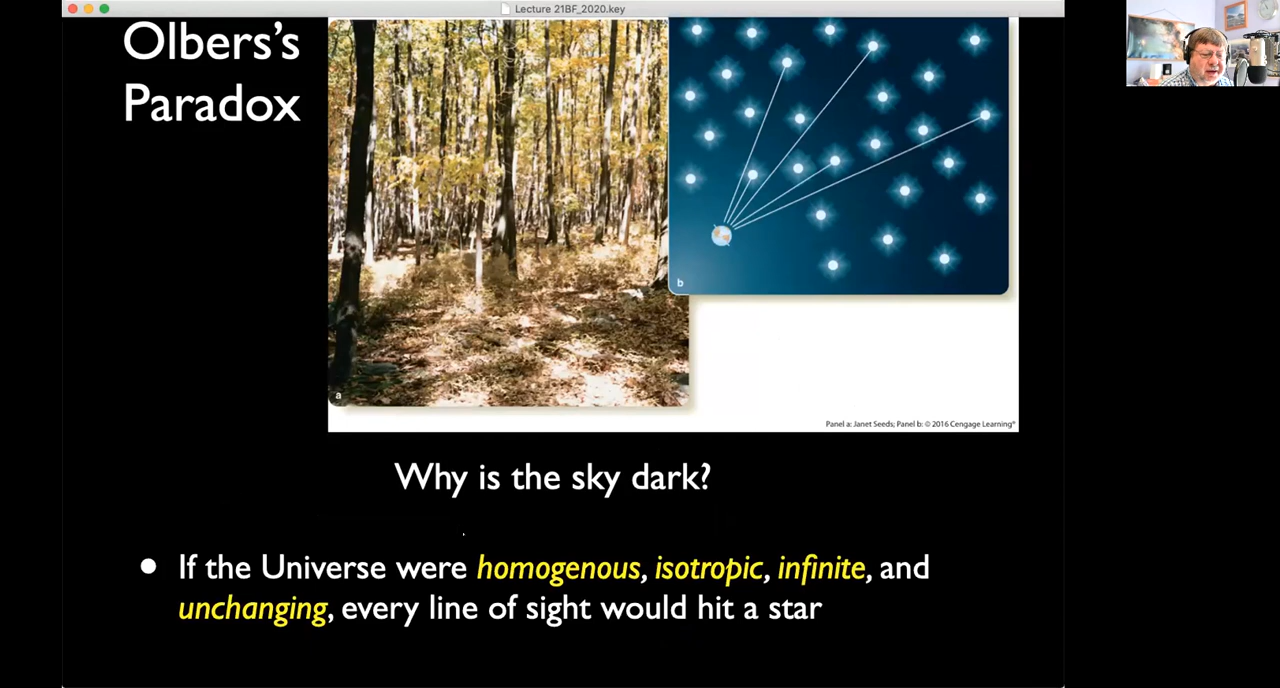 Lecture 21BF_2020.key
Olbers's
Paradox
a
b
Panel a: Janet Seeds; Panel b: © 2016 Cengage Learning®
Why is the sky dark?
• If the Universe were homogenous, isotropic, infinite, and
unchanging, every line of sight would hit a star